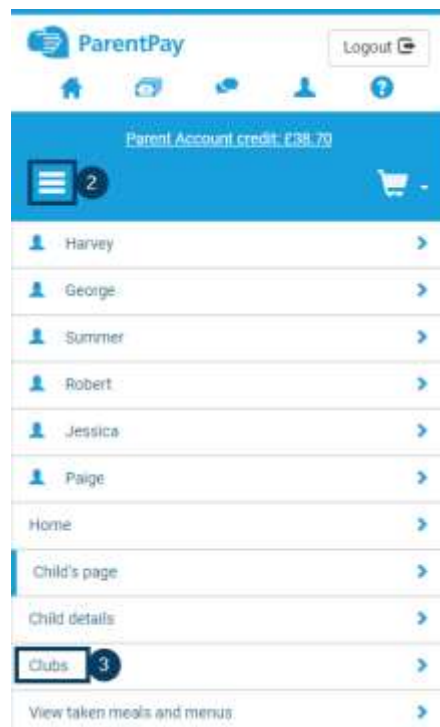 ParentPay
Logout
Parent Account credit: £38.70
2
Harvey
George
Summer
Robert
Jessica
Paige
Home
Child's page
Child details
Clubs 3
View taken meals and menus